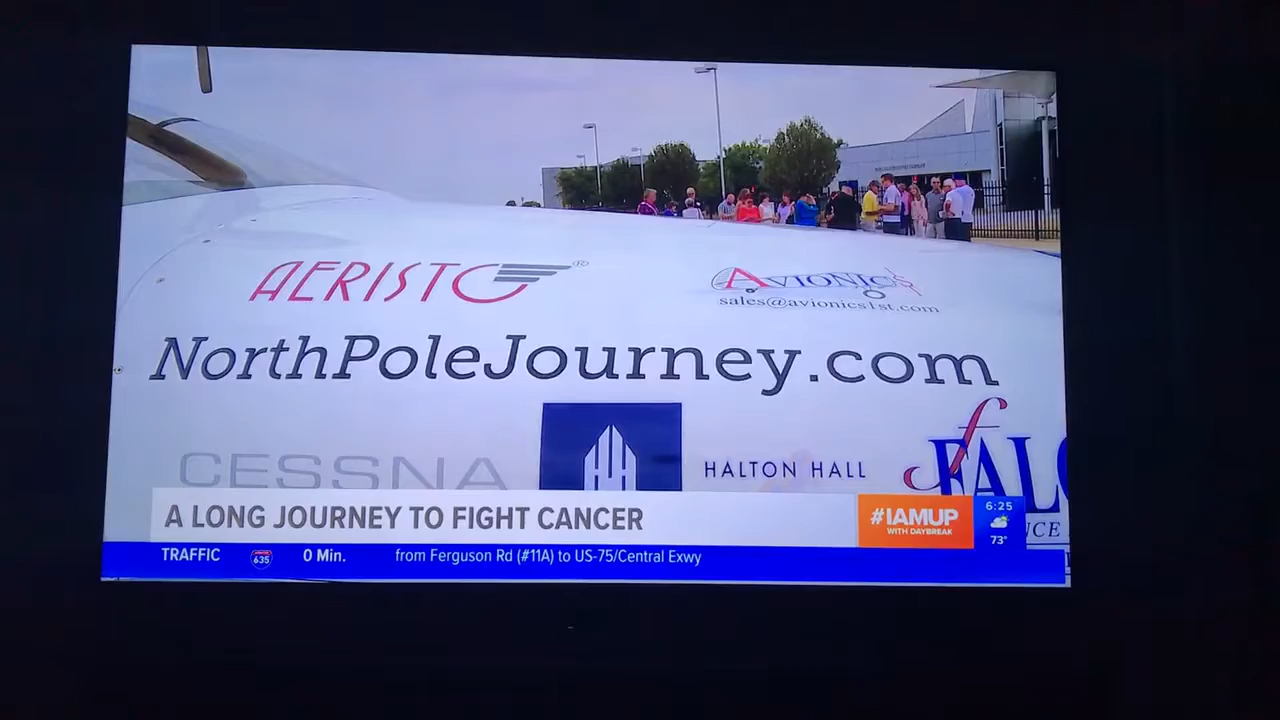 AERISTO®
AVIONICS
sales@avionics1st.com
NorthPoleJourney.com
CESSNA
HALTON HALL
A LONG JOURNEY TO FIGHT CANCER
#IAMUP
WITH DAYBREAK
6:25
73°
TRAFFIC
635
0 Min.
from Ferguson Rd (#11A) to US-75/Central Exwy